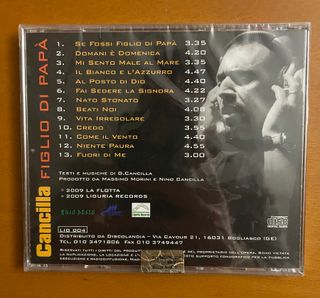 Cancilla FIGLIO DI PAPÀ
1. Se Fossi Figlio di Papà 3.35
2. Domani è Domenica 4.20
3. Mi Sento Male al Mare 3.35
4. Il Bianco e l'Azzurro 4.47
5. Al Posto di Dio 4.40
6. Fai Sedere la Signora 4.22
7. Nato Stonato 3.27
8. Beati Noi 4.08
9. Vita Irregolare 3.30
10. Credo 3.55
11. Come il Vento 4.40
12. Niente Paura 4.55
13. Fuori di Me 3.00
Testi e musiche di G.Cancilla
Prodotto da Massimo Morini e Nino Cancilla
℗ 2009 LA FLOTTA
© 2009 LIGURIA RECORDS
LIG 004
Distribuito da Discolandia - Via Cavour 21, 16031 Bogliasco (GE)
Tel 010 3471806 Fax 010 3749447